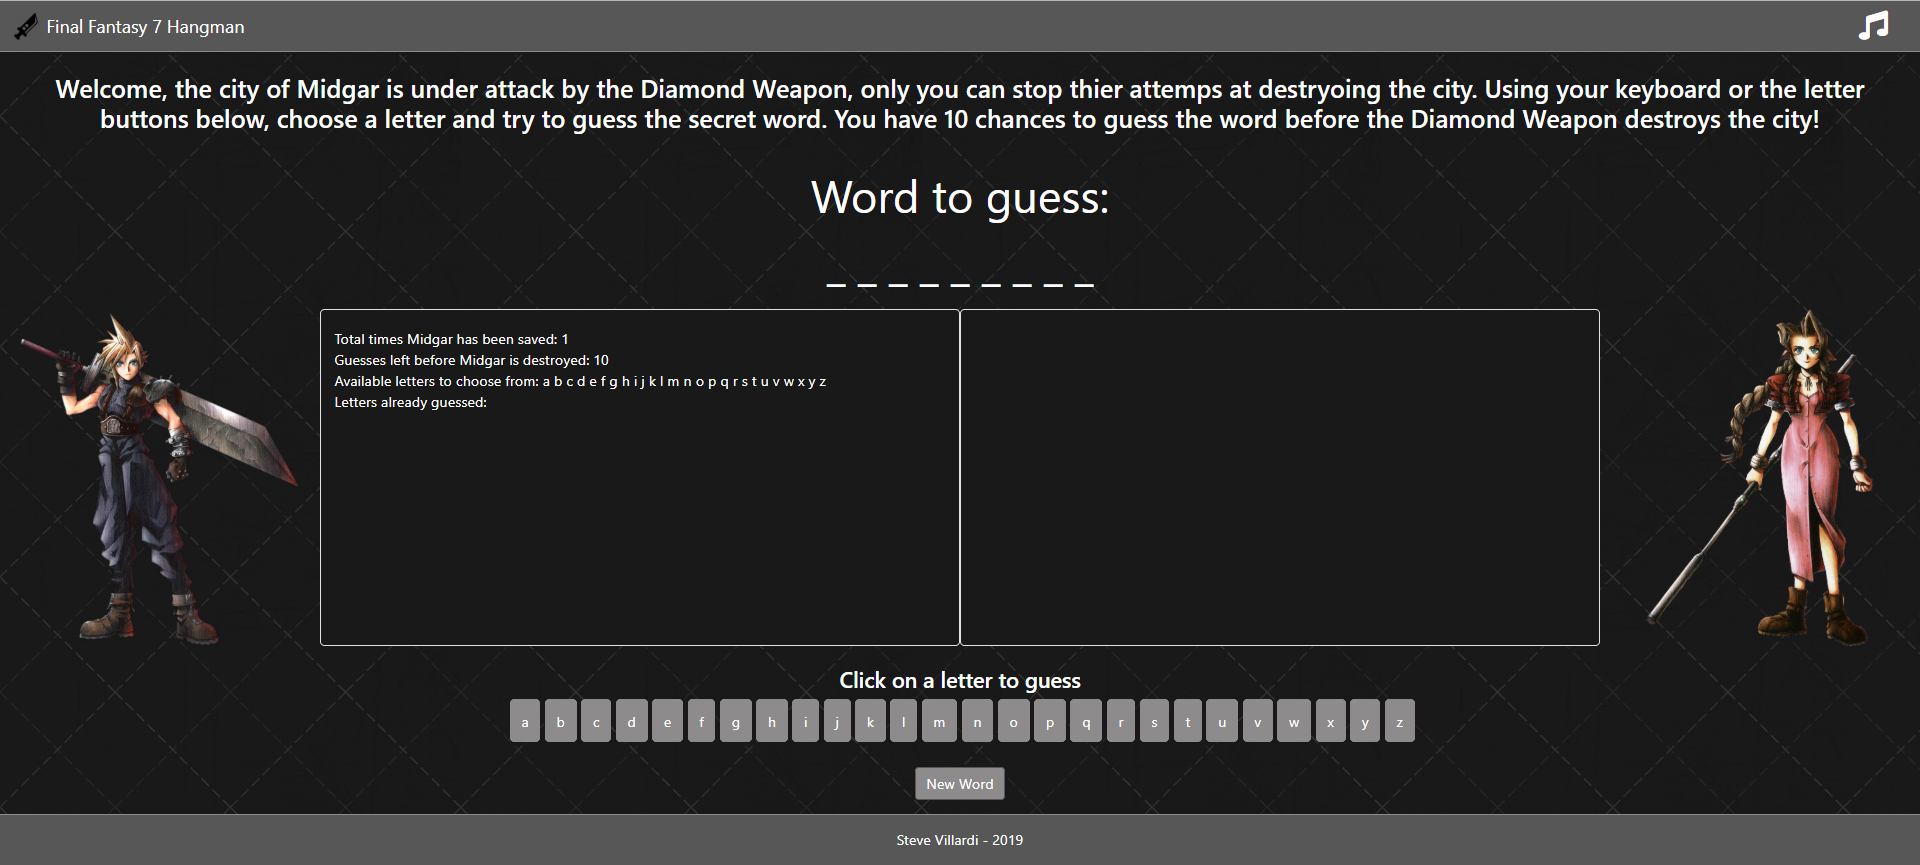 Final Fantasy 7 Hangman
Welcome, the city of Midgar is under attack by the Diamond Weapon, only you can stop thier attemps at destryoing the city. Using your keyboard or the letter
buttons below, choose a letter and try to guess the secret word. You have 10 chances to guess the word before the Diamond Weapon destroys the city!
Word to guess:
_ _ _ _ _ _ _ _ _
Total times Midgar has been saved: 1
Guesses left before Midgar is destroyed: 10
Available letters to choose from: a b c d e f g h i j k l m n o p q r s t u v w x y z
Letters already guessed:
Click on a letter to guess
a b c d e f g h i j k l m n o p q r s t u v w x y z
New Word
Steve Villardi - 2019